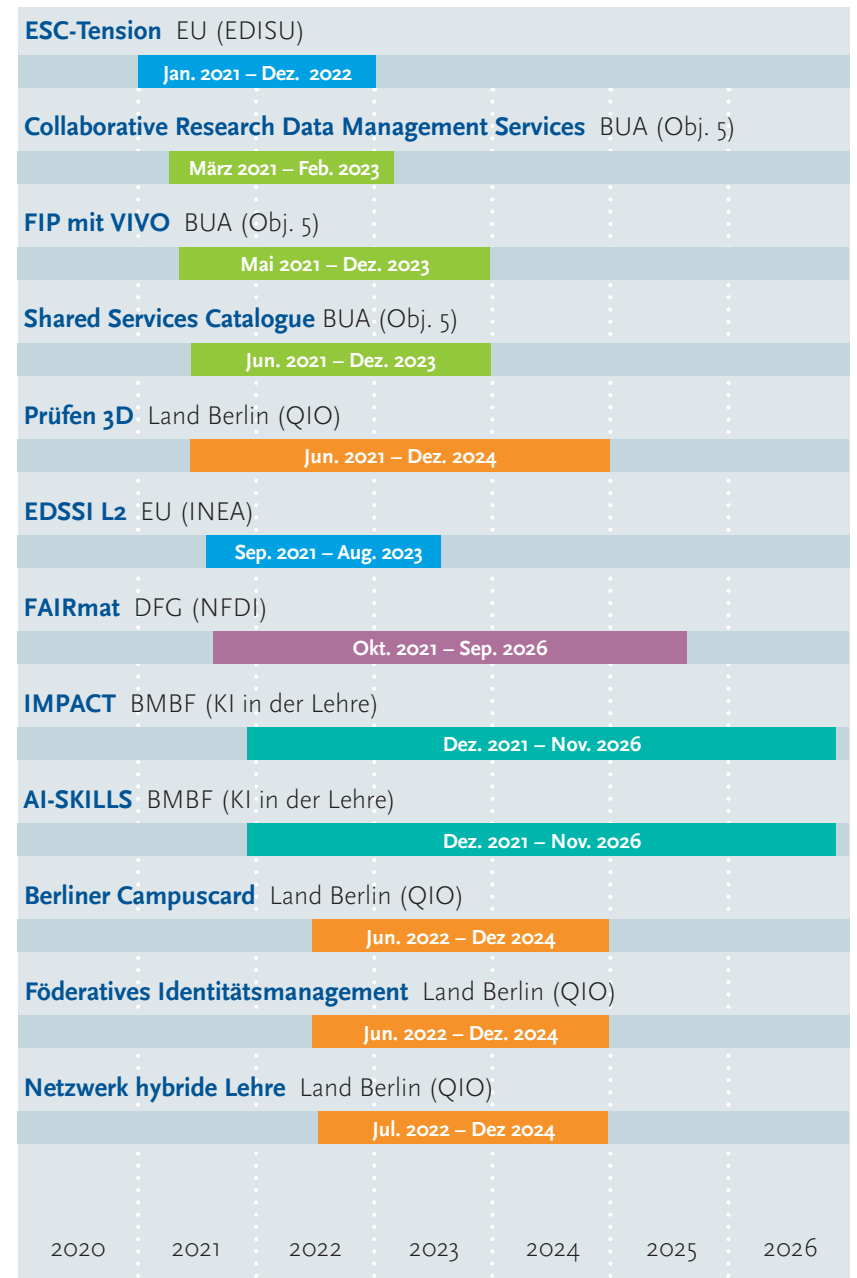 ESC-Tension EU (EDISU)
Jan. 2021 – Dez. 2022
Collaborative Research Data Management Services BUA (Obj. 5)
März 2021 – Feb. 2023
FIP mit VIVO BUA (Obj. 5)
Mai 2021 – Dez. 2023
Shared Services Catalogue BUA (Obj. 5)
Jun. 2021 – Dez. 2023
Prüfen 3D Land Berlin (QIO)
Jun. 2021 – Dez. 2024
EDSSI L2 EU (INEA)
Sep. 2021 – Aug. 2023
FAIRmat DFG (NFDI)
Okt. 2021 – Sep. 2026
IMPACT BMBF (KI in der Lehre)
Dez. 2021 – Nov. 2026
AI-SKILLS BMBF (KI in der Lehre)
Dez. 2021 – Nov. 2026
Berliner Campuscard Land Berlin (QIO)
Jun. 2022 – Dez 2024
Föderatives Identitätsmanagement Land Berlin (QIO)
Jun. 2022 – Dez. 2024
Netzwerk hybride Lehre Land Berlin (QIO)
Jul. 2022 – Dez 2024
2020 2021 2022 2023 2024 2025 2026